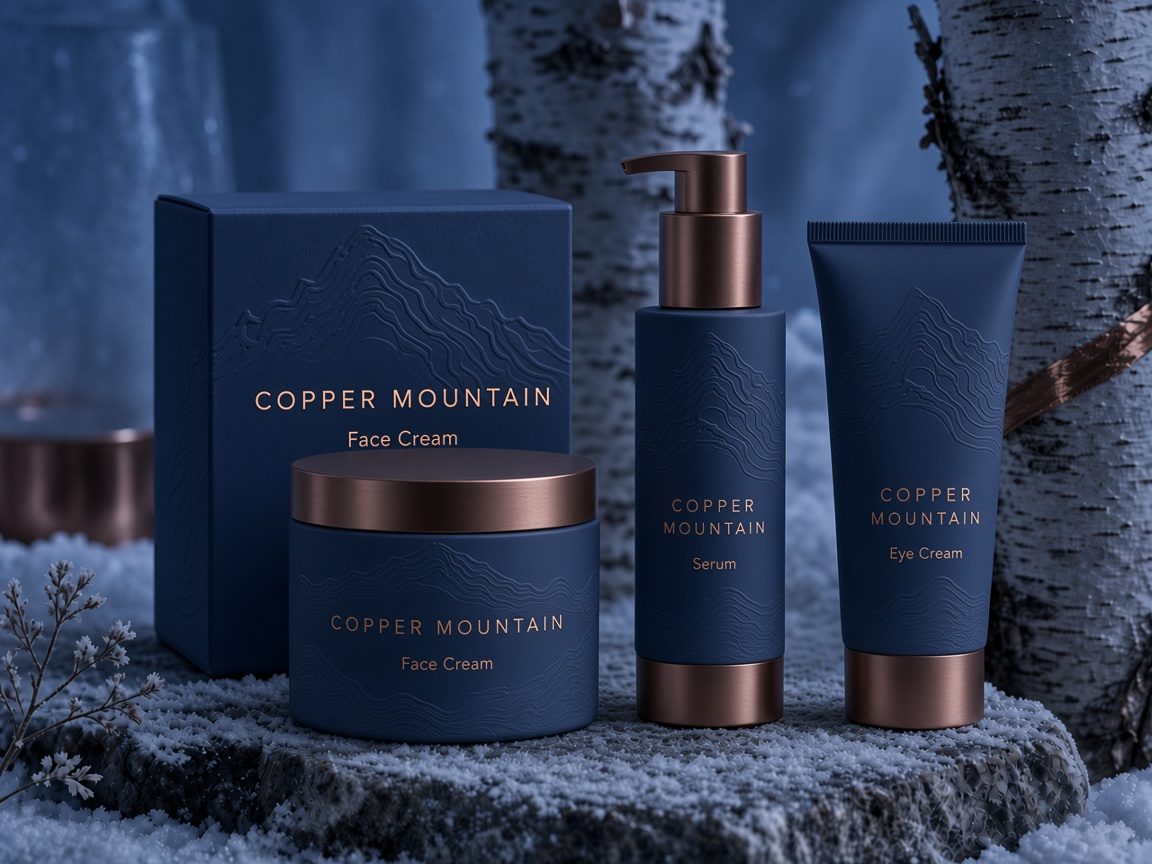 COPPER MOUNTAIN
Face Cream
COPPER MOUNTAIN
Face Cream
COPPER
MOUNTAIN
Serum
COPPER
MOUNTAIN
Eye Cream